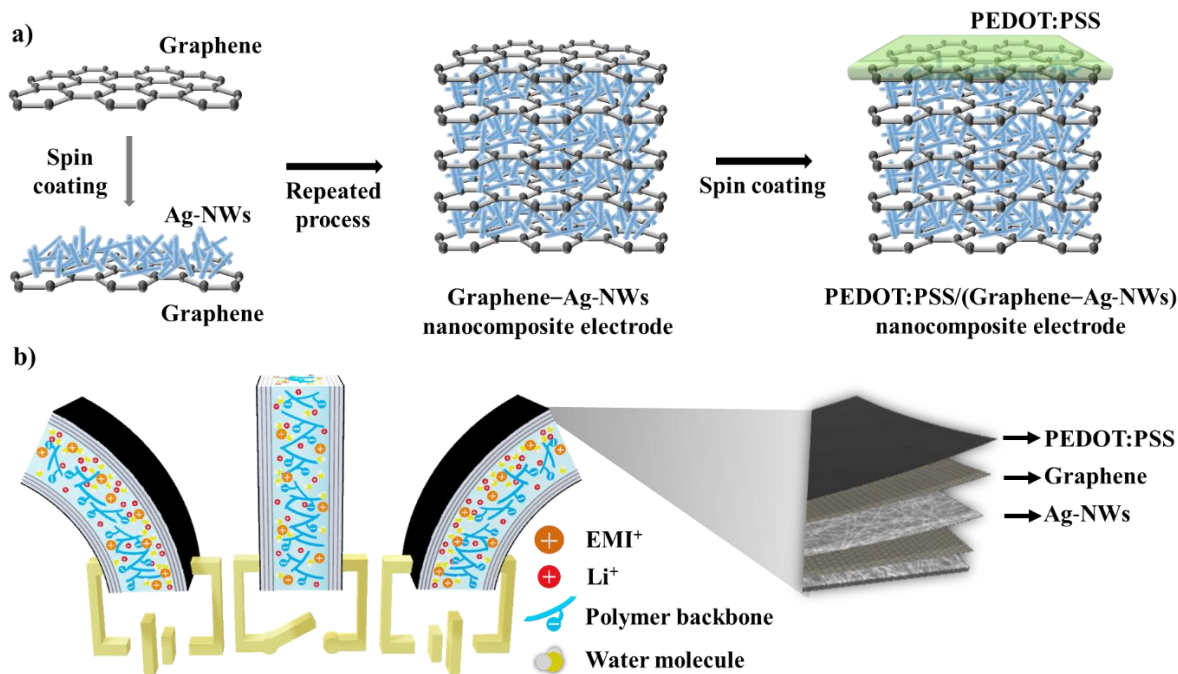 a)
Graphene
Spin
coating
Ag-NWs
Graphene
Repeated
process
Graphene–Ag-NWs
nanocomposite electrode
Spin coating
PEDOT:PSS
PEDOT:PSS/(Graphene–Ag-NWs)
nanocomposite electrode
b)
EMI⁺
Li⁺
Polymer backbone
Water molecule
PEDOT:PSS
Graphene
Ag-NWs